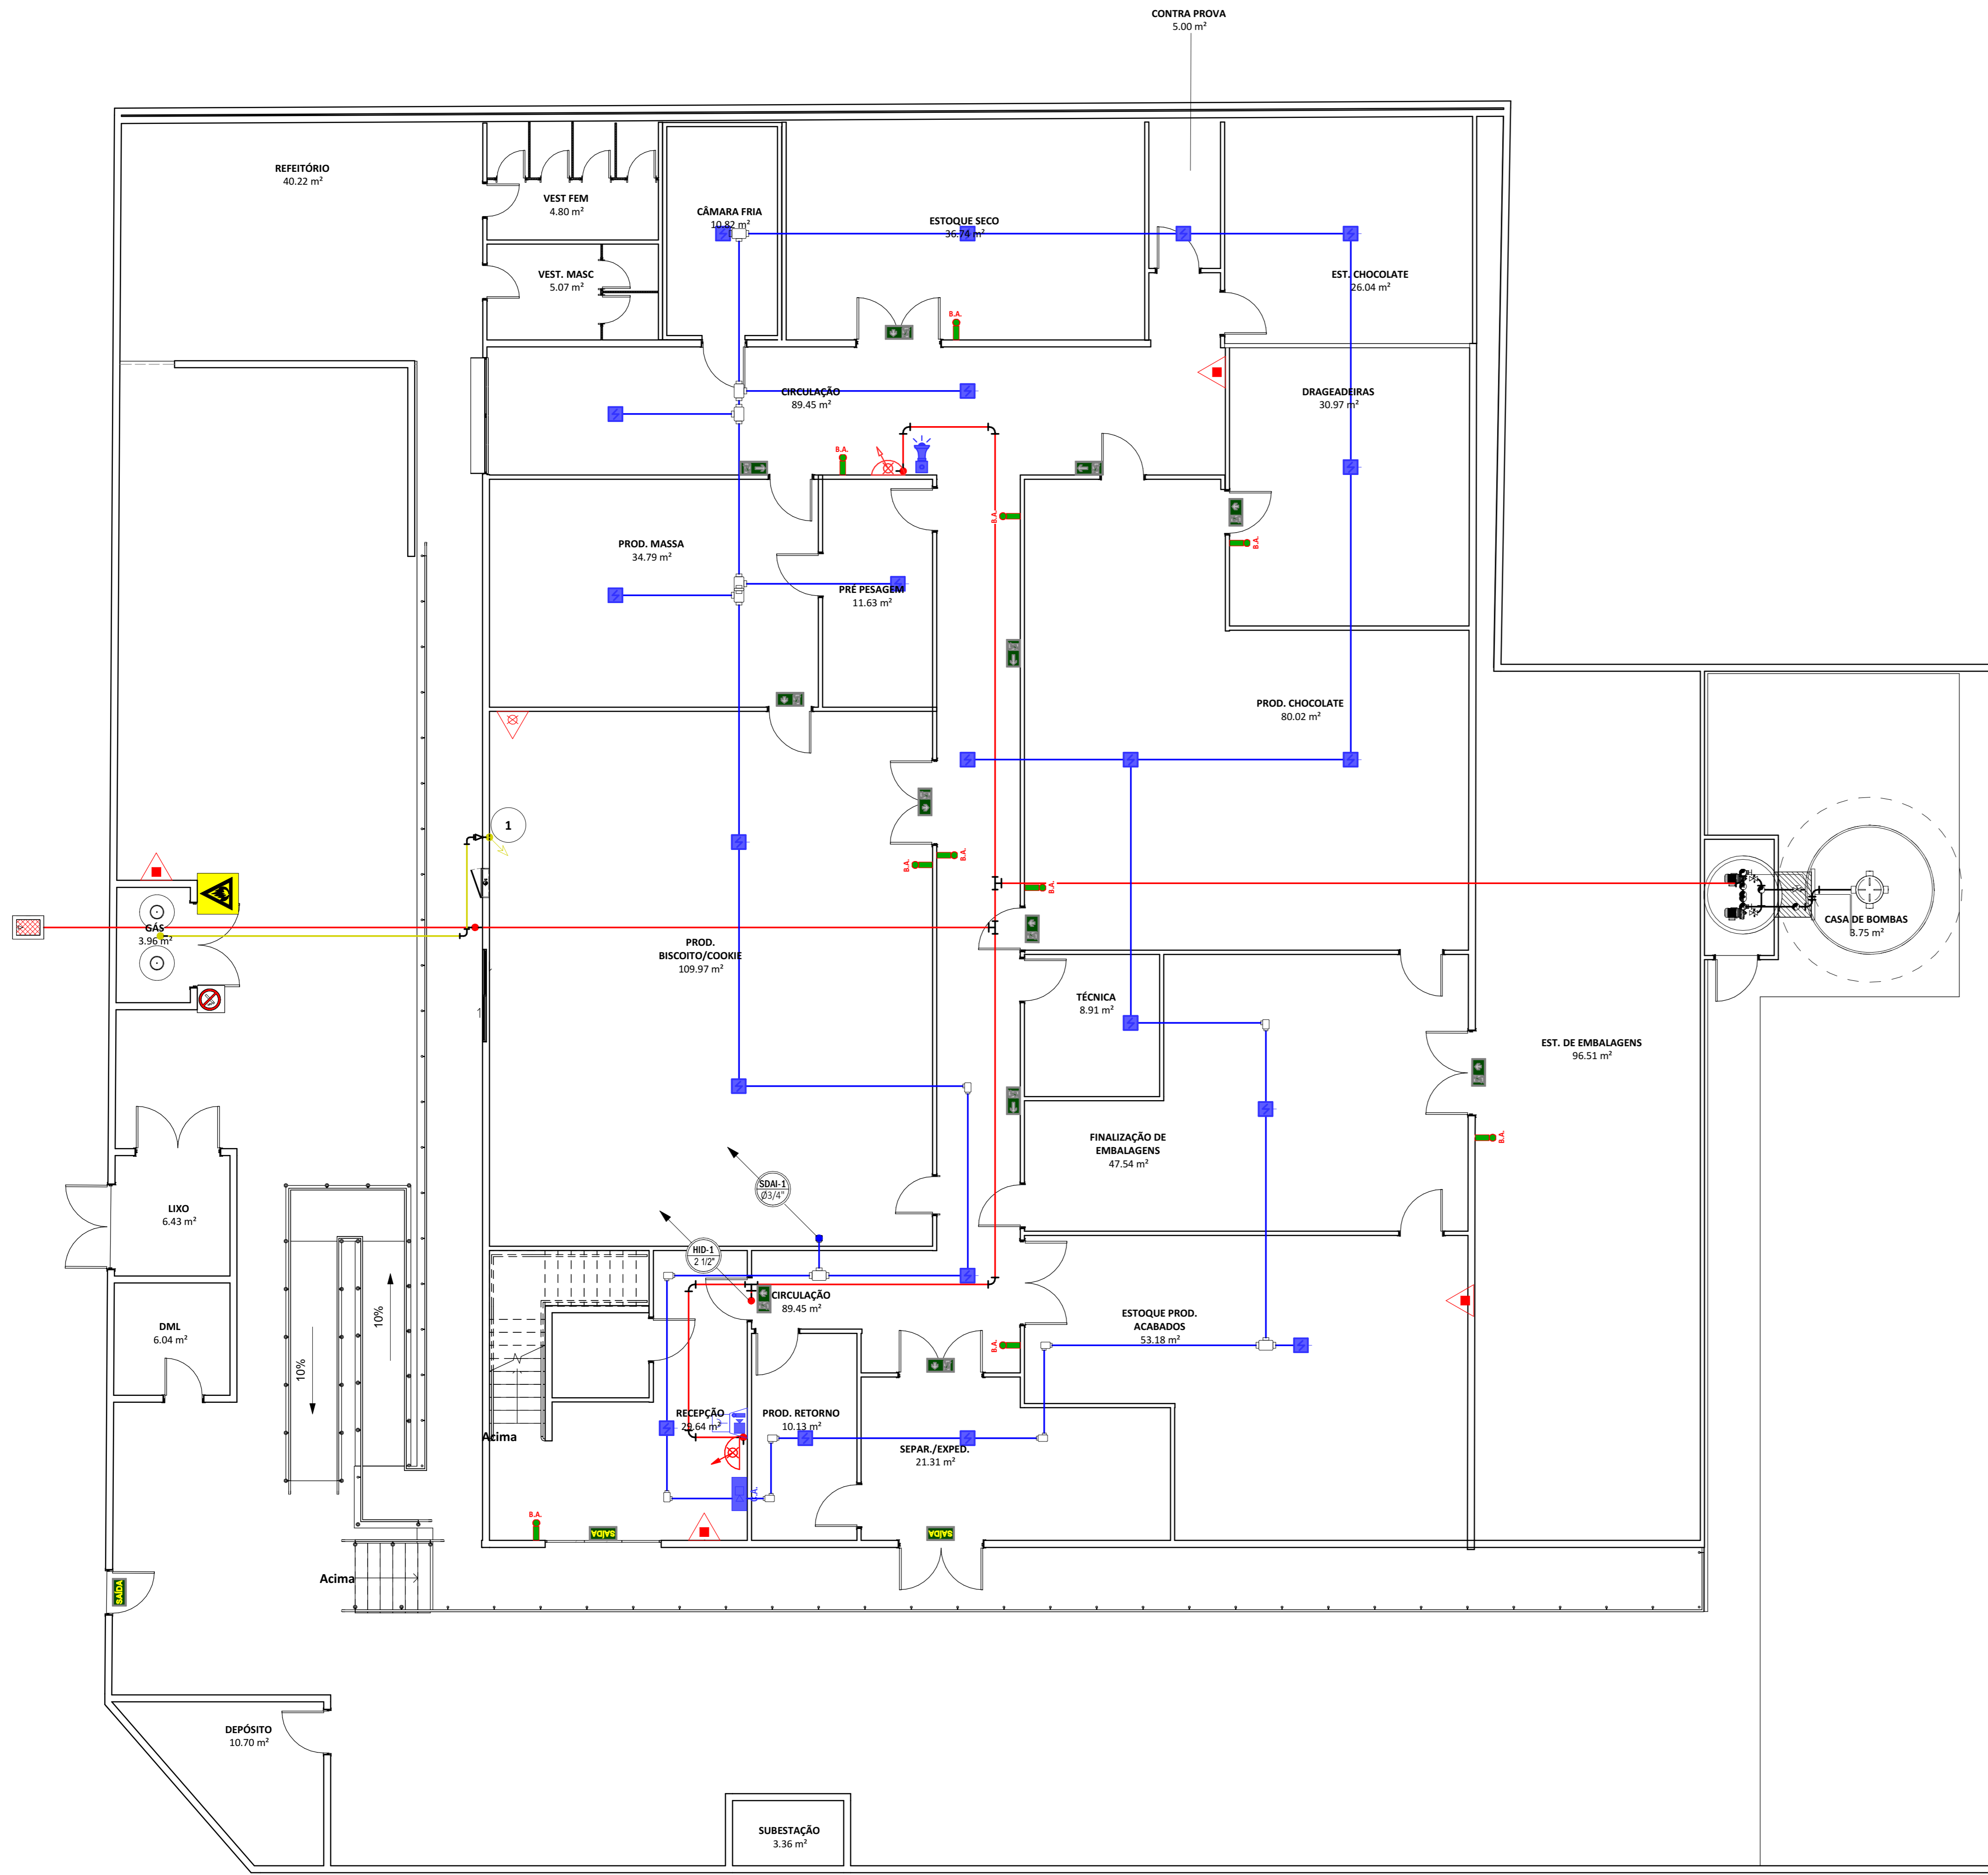 CONTRA PROVA
5.00 m²
REFEITÓRIO
40.22 m²
VEST FEM
4.80 m²
CÂMARA FRIA
10.82 m²
ESTOQUE SECO
36.74 m²
VEST. MASC
5.07 m²
EST. CHOCOLATE
26.04 m²
B.A.
CIRCULAÇÃO
89.45 m²
DRAGEADEIRAS
30.97 m²
B.A.
B.A.
B.A.
PROD. MASSA
34.79 m²
PRÉ PESAGEM
11.63 m²
PROD. CHOCOLATE
80.02 m²
1
B.A.
B.A.
B.A.
GÁS
3.96 m²
CASA DE BOMBAS
3.75 m²
PROD.
BISCOITO/COOKIE
109.97 m²
TÉCNICA
8.91 m²
EST. DE EMBALAGENS
96.51 m²
FINALIZAÇÃO DE
EMBALAGENS
47.54 m²
B.A.
SDAI-1
Ø3/4"
LIXO
6.43 m²
HID-1
2 1/2"
CIRCULAÇÃO
89.45 m²
ESTOQUE PROD.
ACABADOS
53.18 m²
DML
6.04 m²
10%
10%
B.A.
RECEPÇÃO
29.64 m²
PROD. RETORNO
10.13 m²
Acima
SEPAR./EXPED.
21.31 m²
B.A.
SAÍDA
SAÍDA
Acima
SAÍDA
DEPÓSITO
10.70 m²
SUBESTAÇÃO
3.36 m²